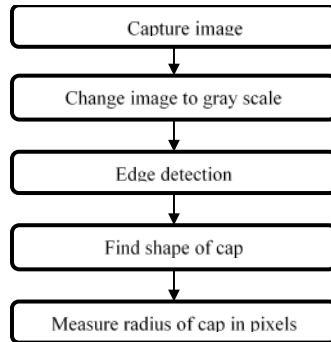 Capture image
Change image to gray scale
Edge detection
Find shape of cap
Measure radius of cap in pixels